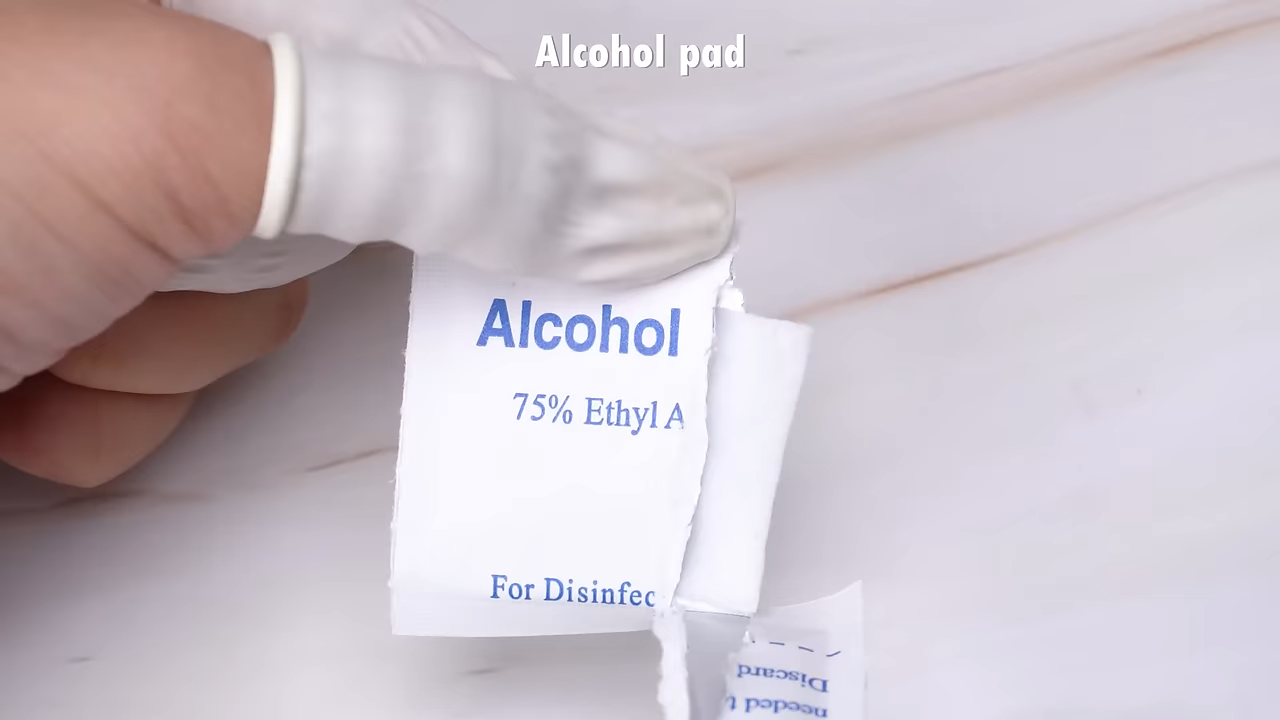 Alcohol pad
Alcohol
75% Ethyl A
For Disinfec
Discard
needed t